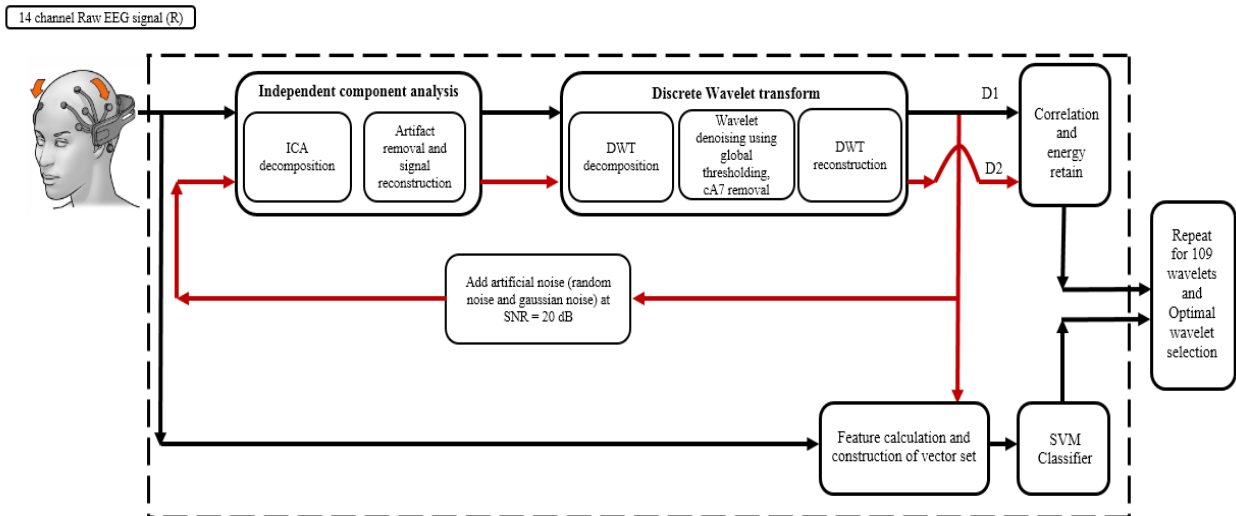 14 channel Raw EEG signal (R)
Independent component analysis
ICA
decomposition
Artifact
removal and
signal
reconstruction
Discrete Wavelet transform
DWT
decomposition
Wavelet
denoising using
global
thresholding,
cA7 removal
DWT
reconstruction
D1
D2
Correlation
and
energy
retain
Add artificial noise (random
noise and gaussian noise) at
SNR = 20 dB
Repeat
for 109
wavelets
and
Optimal
wavelet
selection
Feature calculation and
construction of vector set
SVM
Classifier